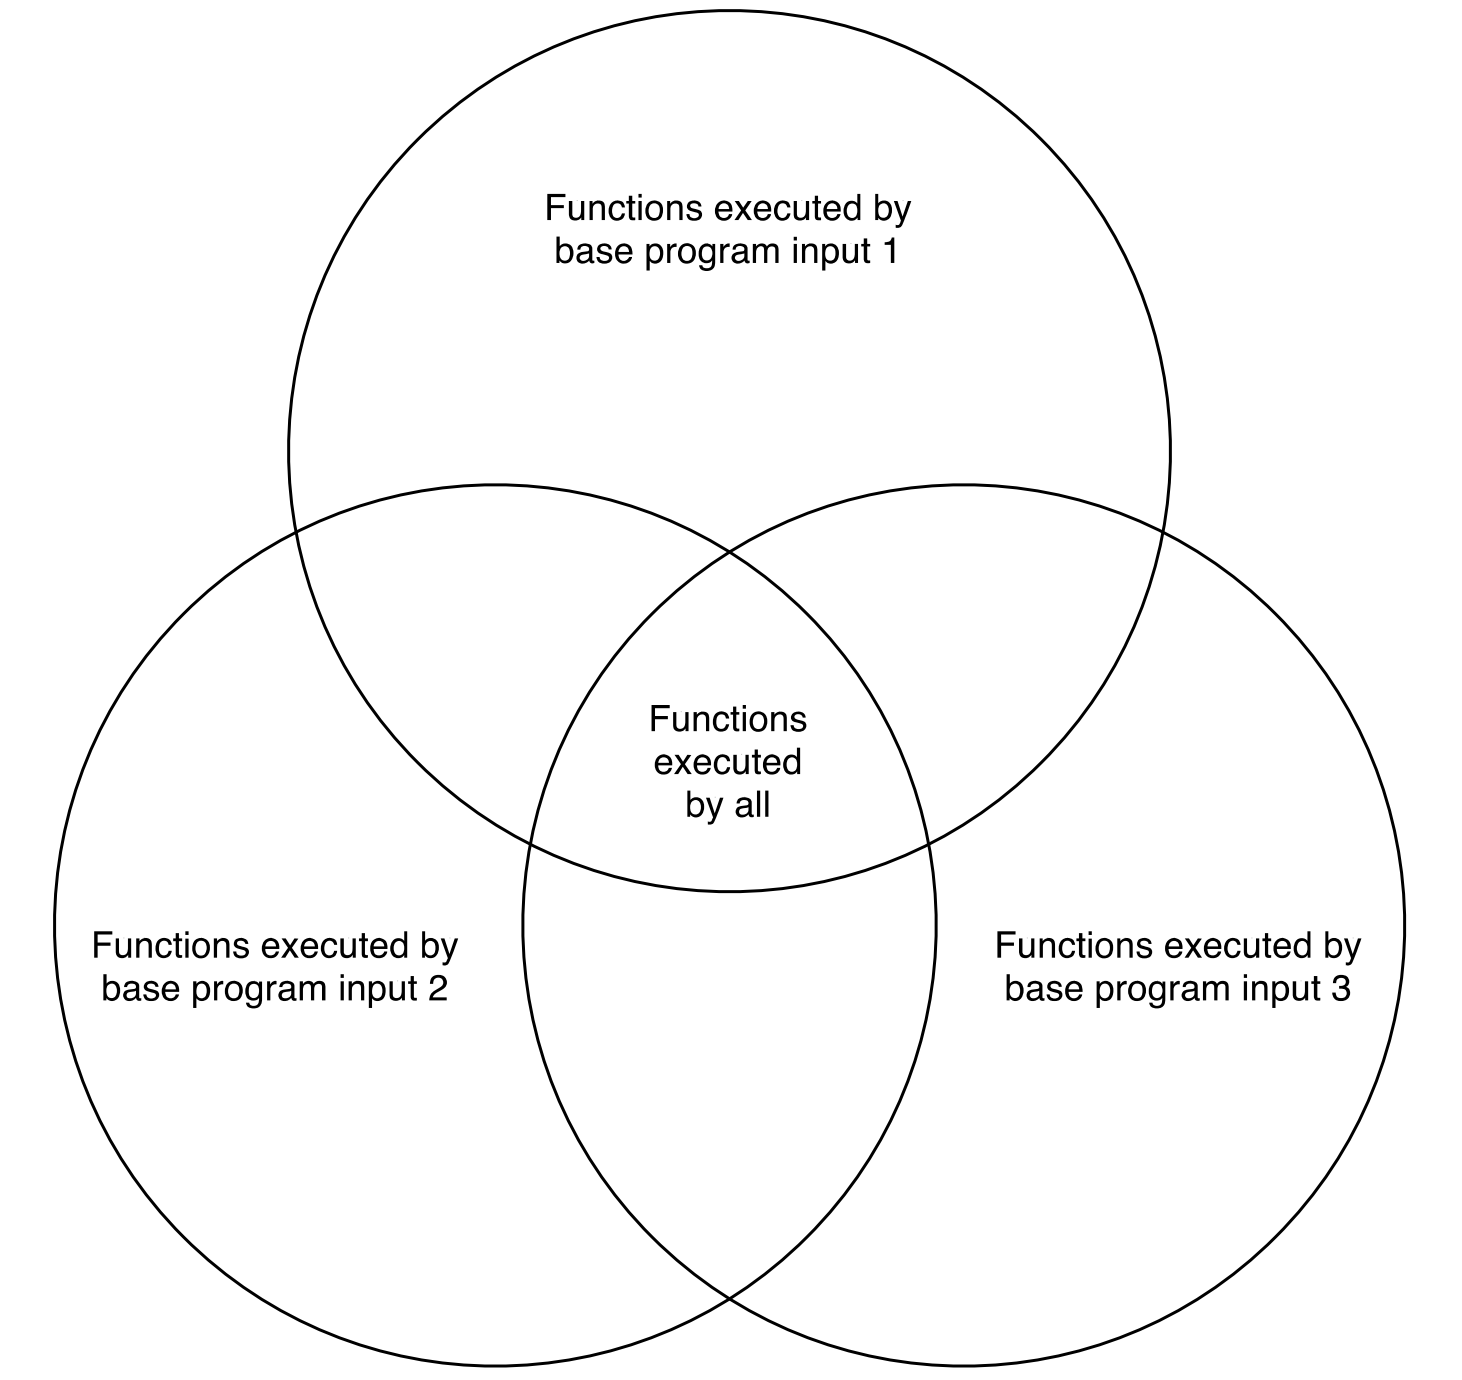 Functions executed by
base program input 1
Functions
executed
by all
Functions executed by
base program input 2
Functions executed by
base program input 3